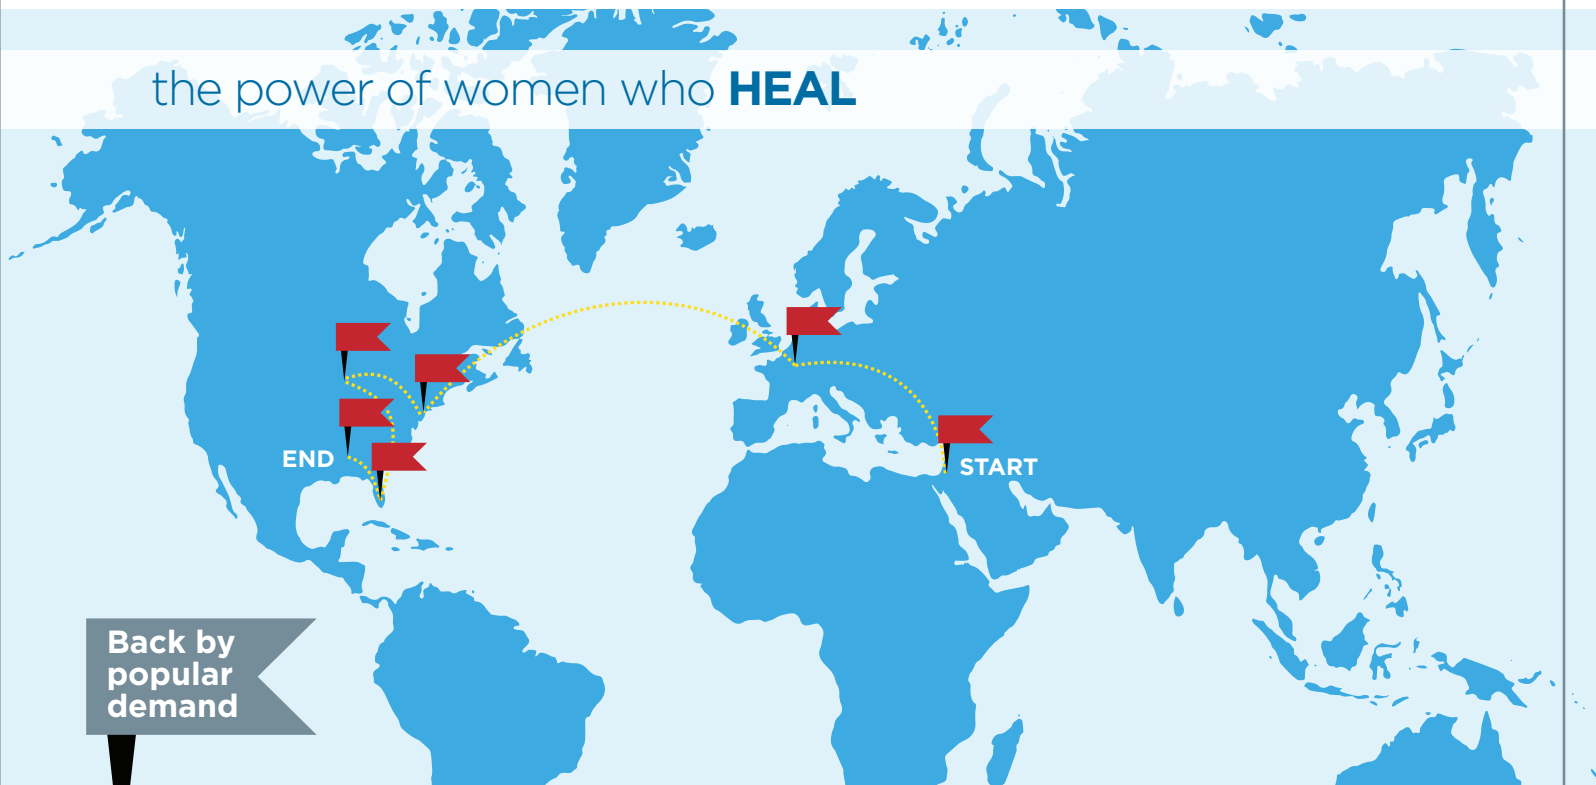 the power of women who HEAL
END
START
Back by
popular
demand